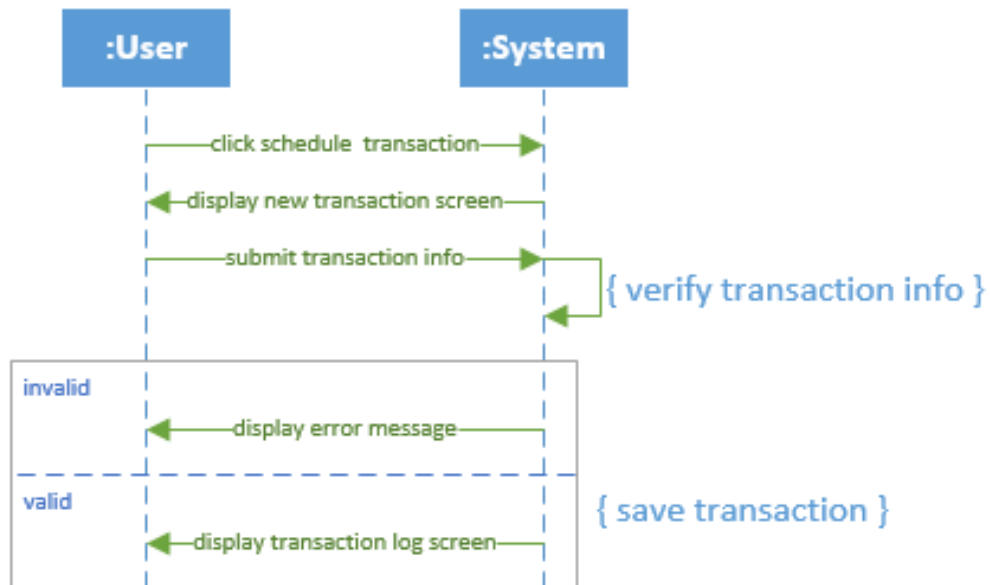 :User
:System
click schedule transaction
display new transaction screen
submit transaction info
{ verify transaction info }
invalid
display error message
valid
{ save transaction }
display transaction log screen